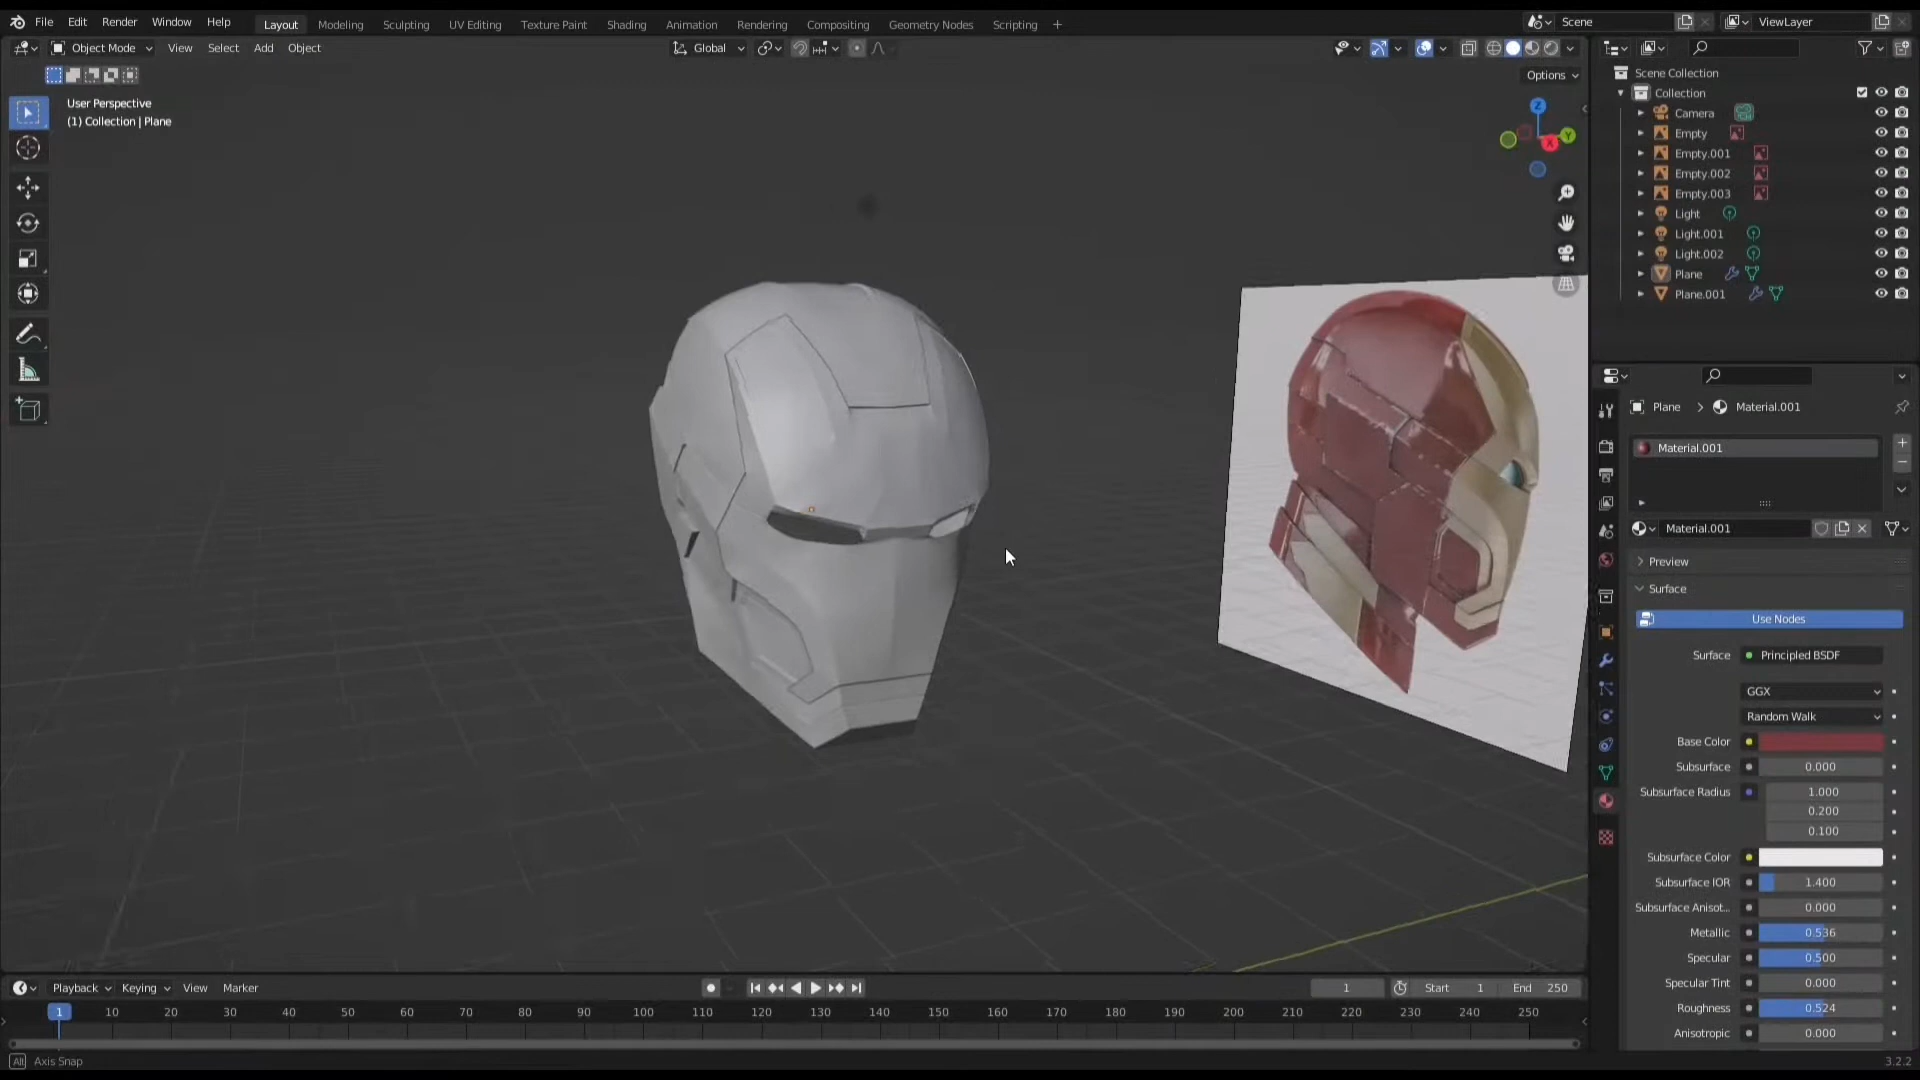 File Edit Render Window Help Layout Modeling Sculpting UV Editing Texture Paint Shading Animation Rendering Compositing Geometry Nodes Scripting + Scene ViewLayer
Object Mode View Select Add Object Global
Options
User Perspective
(1) Collection | Plane
Z
Y
X
Scene Collection
Collection
Camera
Empty
Empty.001
Empty.002
Empty.003
Light
Light.001
Light.002
Plane
Plane.001
Plane > Material.001
Material.001
Material.001
Preview
Surface
Use Nodes
Surface Principled BSDF
GGX
Random Walk
Base Color
Subsurface 0.000
Subsurface Radius 1.000
0.200
0.100
Subsurface Color
Subsurface IOR 1.400
Subsurface Anisot... 0.000
Metallic 0.536
Specular 0.500
Specular Tint 0.000
Roughness 0.524
Anisotropic 0.000
Playback Keying View Marker 1 Start 1 End 250
1 10 20 30 40 50 60 70 80 90 100 110 120 130 140 150 160 170 180 190 200 210 220 230 240 250
Alt Axis Snap 3.2.2